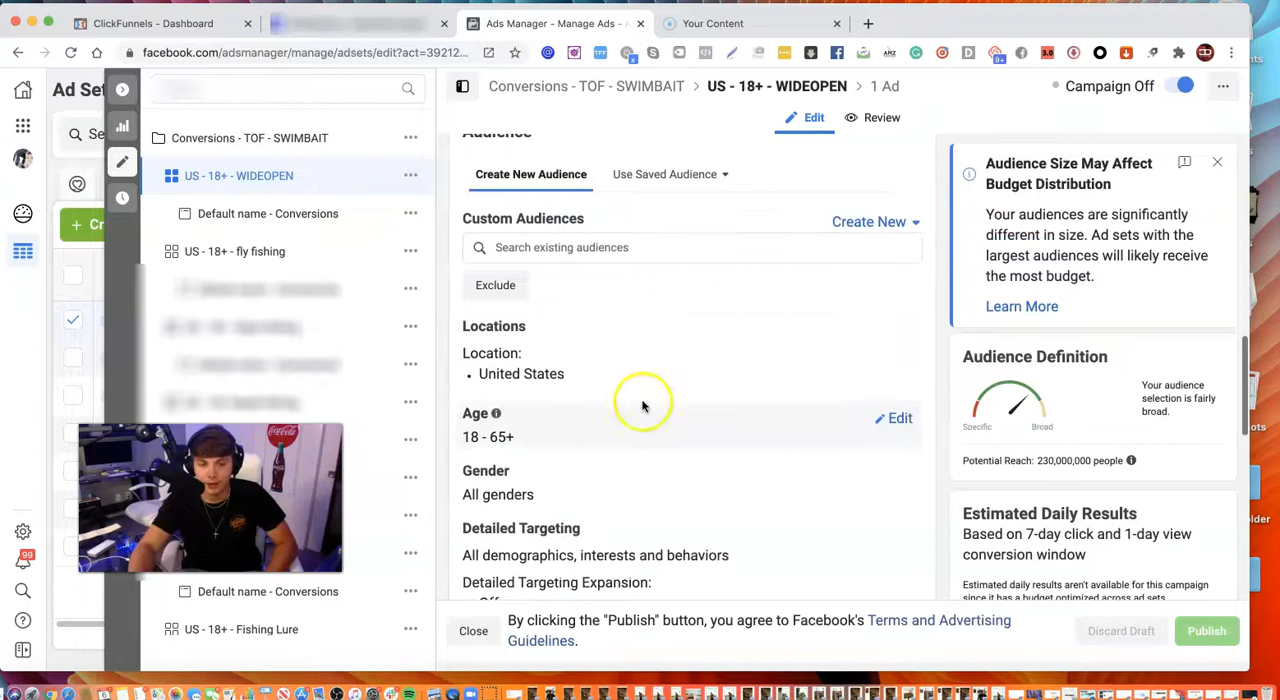 ClickFunnels - Dashboard
Ads Manager - Manage Ads - A
Your Content
facebook.com/adsmanager/manage/adsets/edit?act=39212...
Ad Set
Conversions - TOF - SWIMBAIT > US - 18+ - WIDEOPEN > 1 Ad
Campaign Off
Se
Edit
Review
Conversions - TOF - SWIMBAIT
US - 18+ - WIDEOPEN
Default name - Conversions
US - 18+ - fly fishing
Default name - Conversions
US - 18+ - Fishing Lure
+ Cr
Audience
Create New Audience
Use Saved Audience
Custom Audiences
Create New
Search existing audiences
Exclude
Locations
Location:
• United States
Age
18 - 65+
Edit
Gender
All genders
Detailed Targeting
All demographics, interests and behaviors
Detailed Targeting Expansion:
Close
By clicking the "Publish" button, you agree to Facebook's Terms and Advertising
Guidelines.
Discard Draft
Publish
Audience Size May Affect
Budget Distribution
Your audiences are significantly
different in size. Ad sets with the
largest audiences will likely receive
the most budget.
Learn More
Audience Definition
Your audience
selection is fairly
broad.
Specific
Broad
Potential Reach: 230,000,000 people
Estimated Daily Results
Based on 7-day click and 1-day view
conversion window
Estimated daily results aren't available for this campaign
since it has a budget optimized across ad sets
99
Coca-Cola